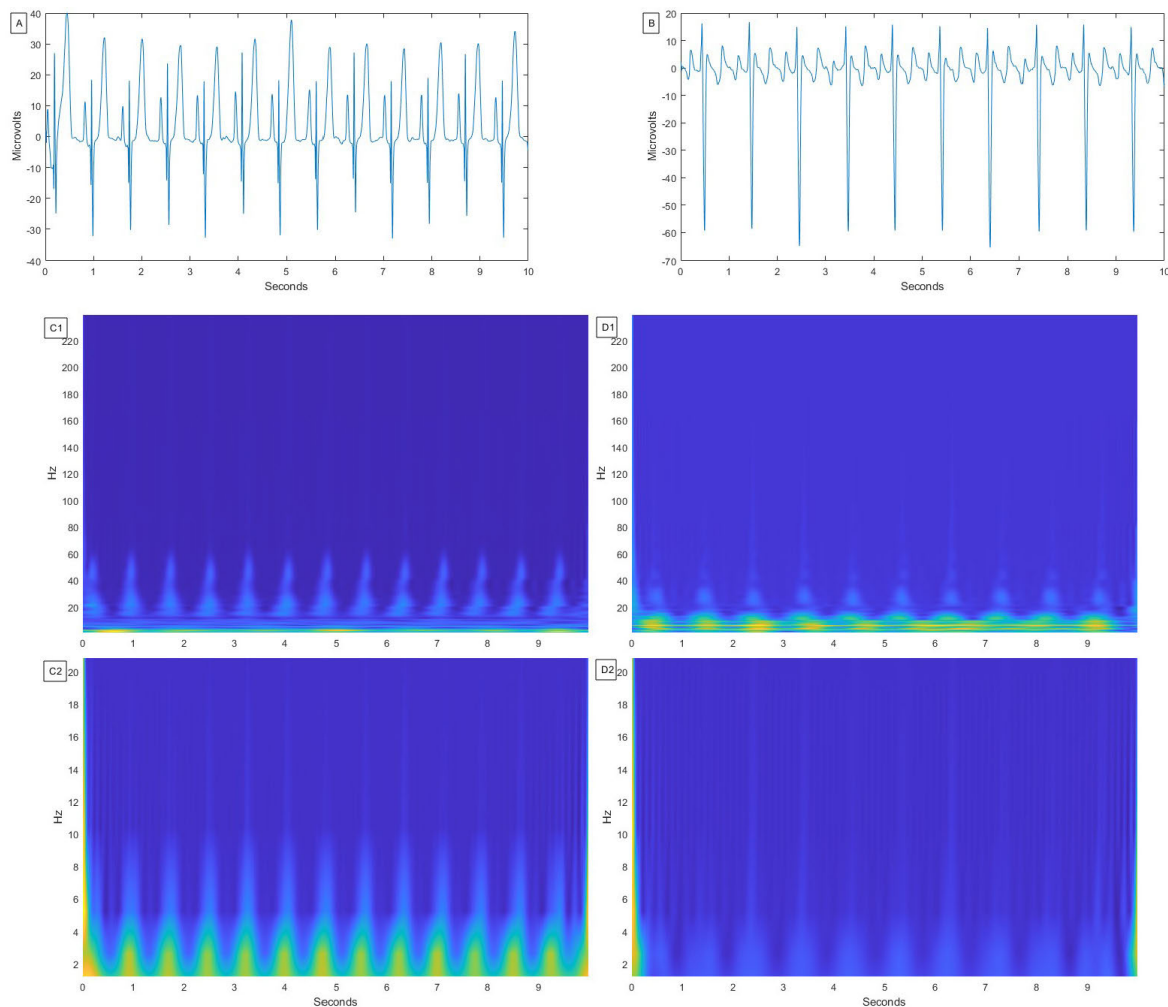 A
40
30
20
10
0
-10
-20
-30
-40
Microvolts
0 1 2 3 4 5 6 7 8 9 10
Seconds
B
20
10
0
-10
-20
-30
-40
-50
-60
-70
Microvolts
0 1 2 3 4 5 6 7 8 9 10
Seconds
C1
220
200
180
160
140
120
100
80
60
40
20
Hz
0 1 2 3 4 5 6 7 8 9
D1
220
200
180
160
140
120
100
80
60
40
20
Hz
0 1 2 3 4 5 6 7 8 9
C2
20
18
16
14
12
10
8
6
4
2
Hz
0 1 2 3 4 5 6 7 8 9
Seconds
D2
20
18
16
14
12
10
8
6
4
2
Hz
0 1 2 3 4 5 6 7 8 9
Seconds